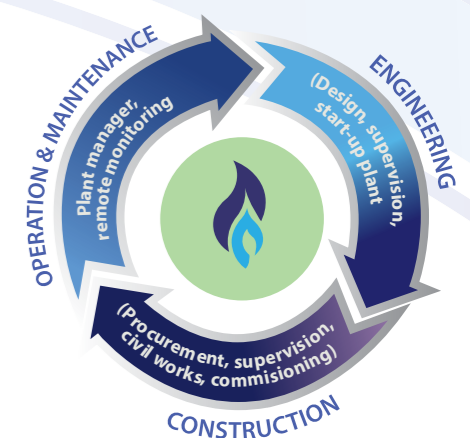 ENGINEERING
(Design, supervision,
start-up plant
CONSTRUCTION
(Procurement, supervision,
civil works, commisioning)
OPERATION & MAINTENANCE
Plant manager,
remote monitoring